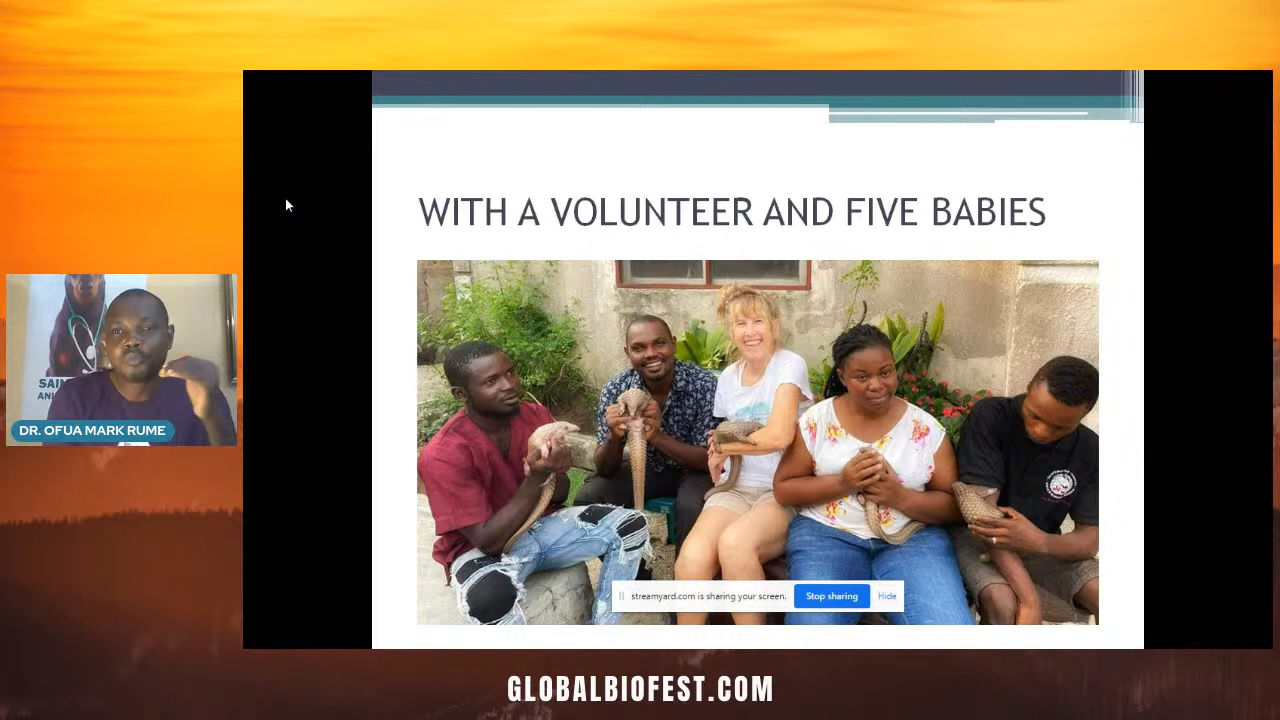 WITH A VOLUNTEER AND FIVE BABIES
DR. OFUA MARK RUME
streamyard.com is sharing your screen.
Stop sharing
Hide
GLOBALBIOFEST.COM